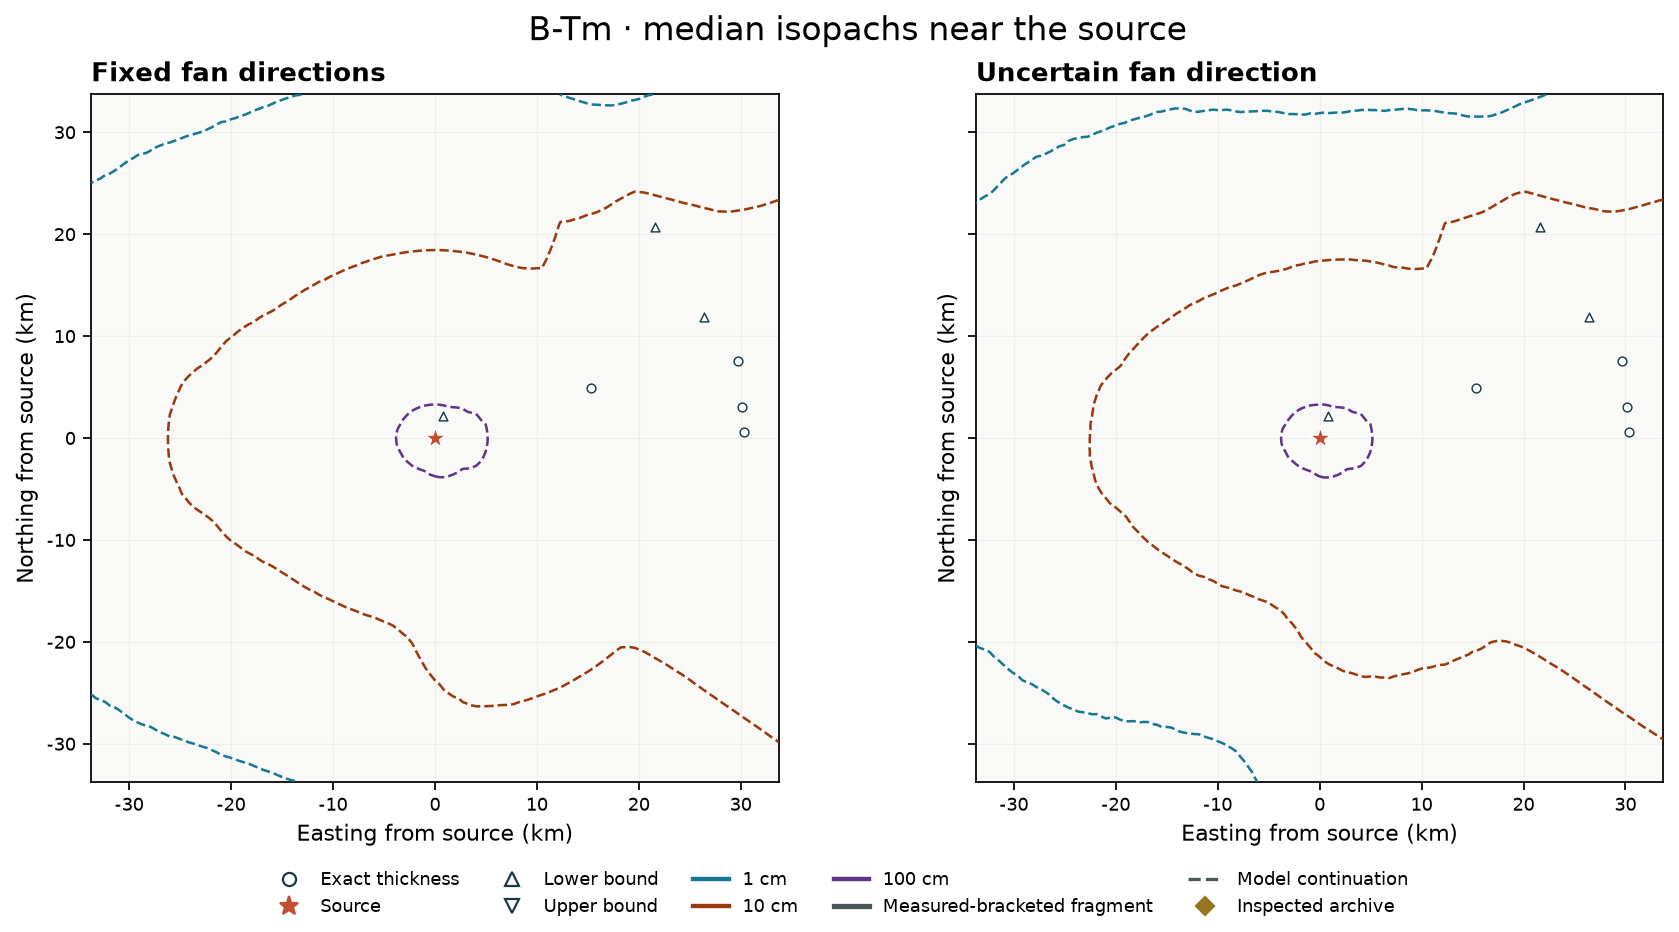 B-Tm · median isopachs near the source
Fixed fan directions
Uncertain fan direction
30
20
10
0
-10
-20
-30
Northing from source (km)
Northing from source (km)
-30
-20
-10
0
10
20
30
-30
-20
-10
0
10
20
30
Easting from source (km)
Easting from source (km)
Exact thickness
Lower bound
1 cm
100 cm
Model continuation
Source
Upper bound
10 cm
Measured-bracketed fragment
Inspected archive